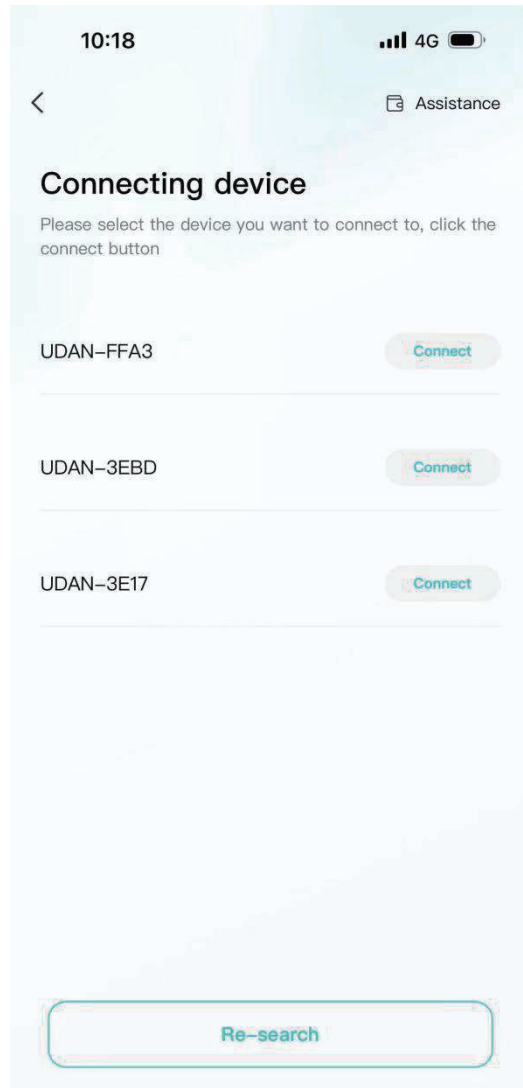 10:18 4G
Assistance
Connecting device
Please select the device you want to connect to, click the
connect button
UDAN-FFA3 Connect
UDAN-3EBD Connect
UDAN-3E17 Connect
Re-search